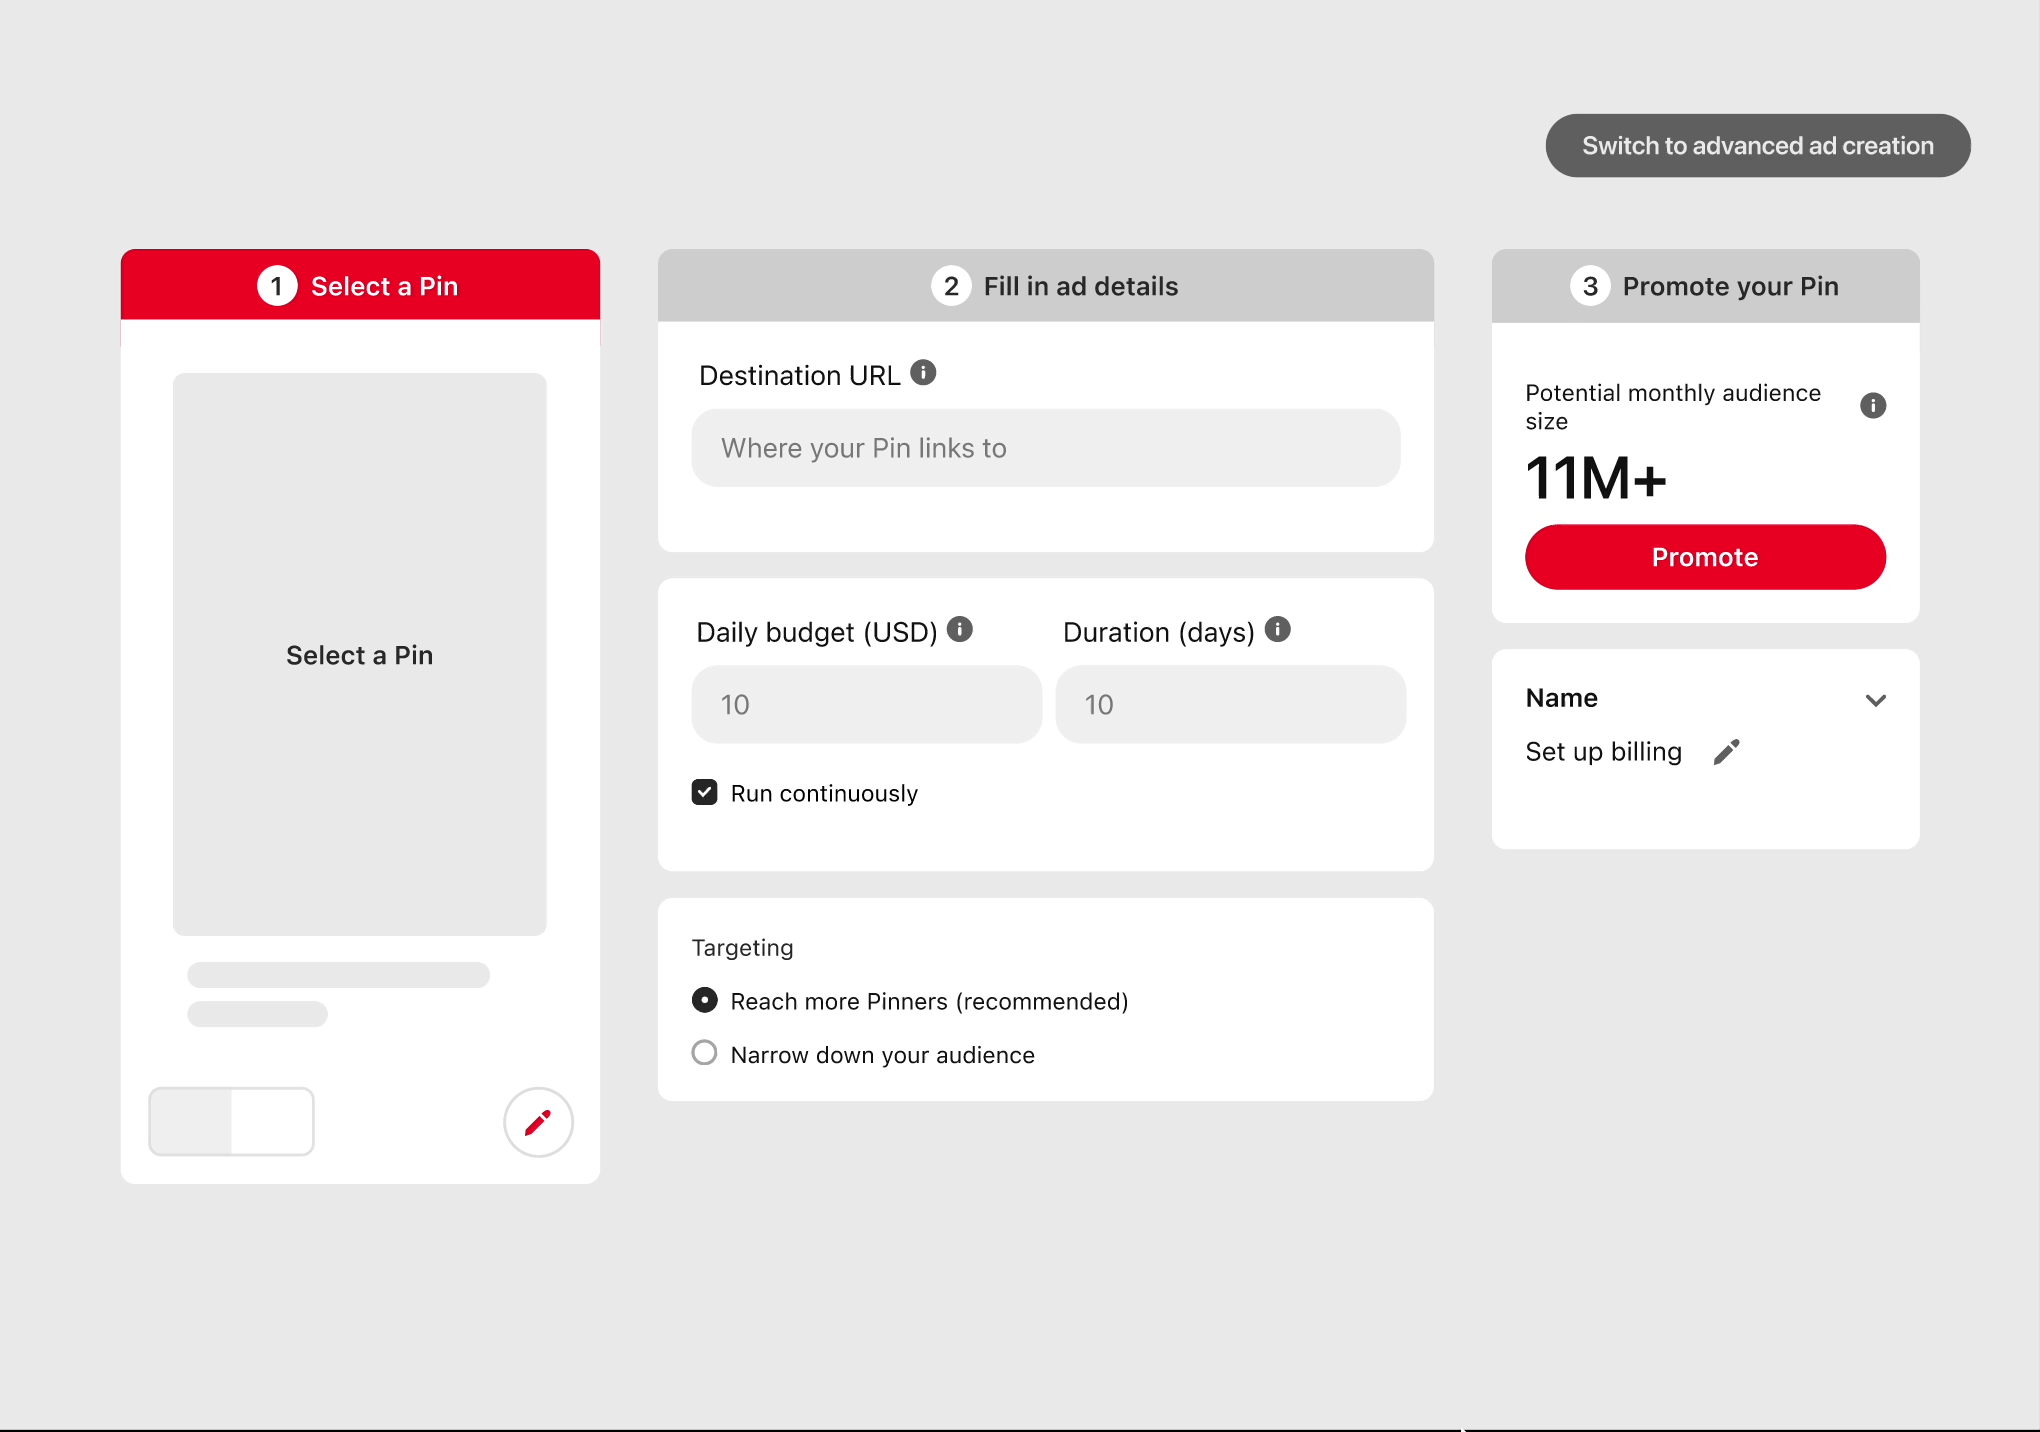 Switch to advanced ad creation
1 Select a Pin
Select a Pin
2 Fill in ad details
Destination URL
Where your Pin links to
Daily budget (USD)
Duration (days)
10
10
Run continuously
Targeting
Reach more Pinners (recommended)
Narrow down your audience
3 Promote your Pin
Potential monthly audience
size
11M+
Promote
Name
Set up billing